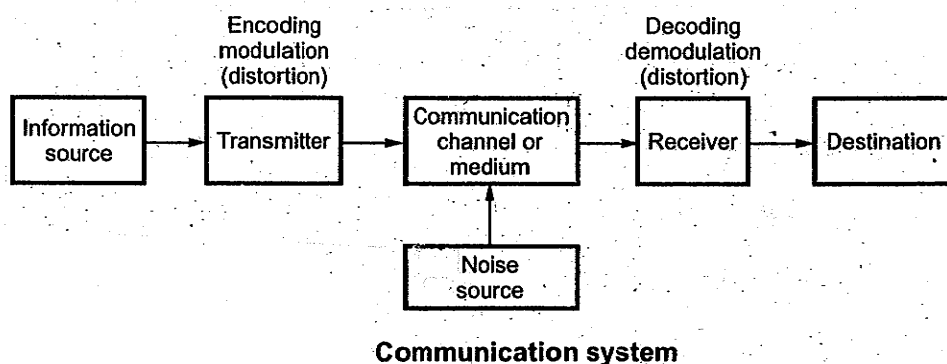 Encoding
modulation
(distortion)
Decoding
demodulation
(distortion)
Information
source
Transmitter
Communication
channel or
medium
Receiver
Destination
Noise
source
Communication system